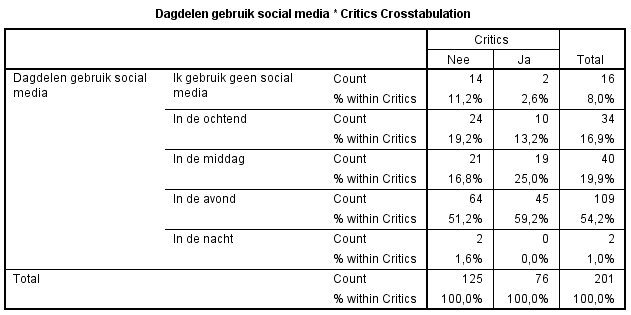 Dagdelen gebruik social media * Critics Crosstabulation
Critics
Nee Ja Total
Dagdelen gebruik social media Ik gebruik geen social media Count 14 2 16
% within Critics 11,2% 2,6% 8,0%
In de ochtend Count 24 10 34
% within Critics 19,2% 13,2% 16,9%
In de middag Count 21 19 40
% within Critics 16,8% 25,0% 19,9%
In de avond Count 64 45 109
% within Critics 51,2% 59,2% 54,2%
In de nacht Count 2 0 2
% within Critics 1,6% 0,0% 1,0%
Total Count 125 76 201
% within Critics 100,0% 100,0% 100,0%